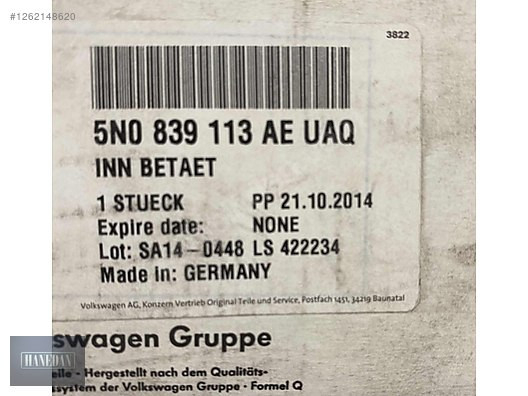 #1262148620
3822
5N0 839 113 AE UAQ
INN BETAET
1 STUECK PP 21.10.2014
Expire date: NONE
Lot: SA14-0448 LS 422234
Made in: GERMANY
Volkswagen AG, Konzern Vertrieb Original Teile und Service, Postfach 1451, 34219 Baunatal
swagen Gruppe
HANEDAN
eile - Hergestellt nach dem Qualitäts-
ssystem der Volkswagen Gruppe - Formel Q